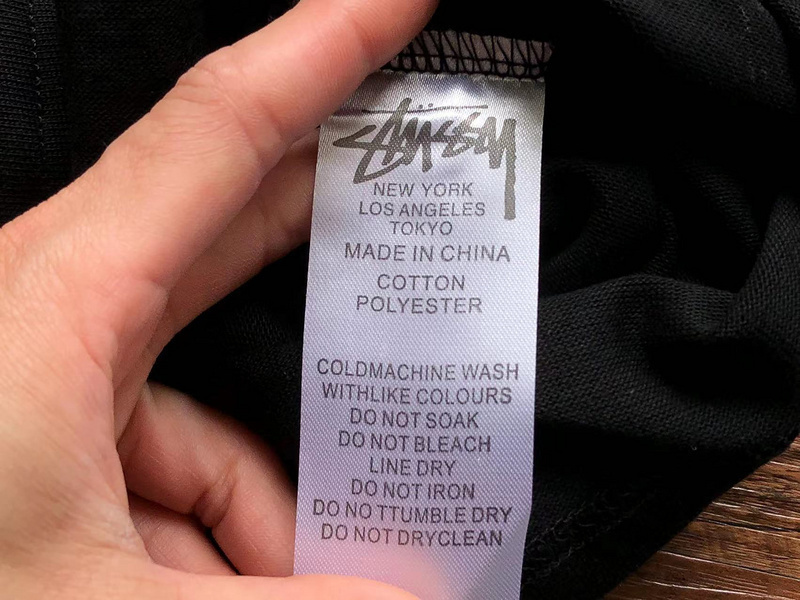 STÜSSY
NEW YORK
LOS ANGELES
TOKYO
MADE IN CHINA
COTTON
POLYESTER
COLDMACHINE WASH
WITHLIKE COLOURS
DO NOT SOAK
DO NOT BLEACH
LINE DRY
DO NOT IRON
DO NO TTUMBLE DRY
DO NOT DRYCLEAN